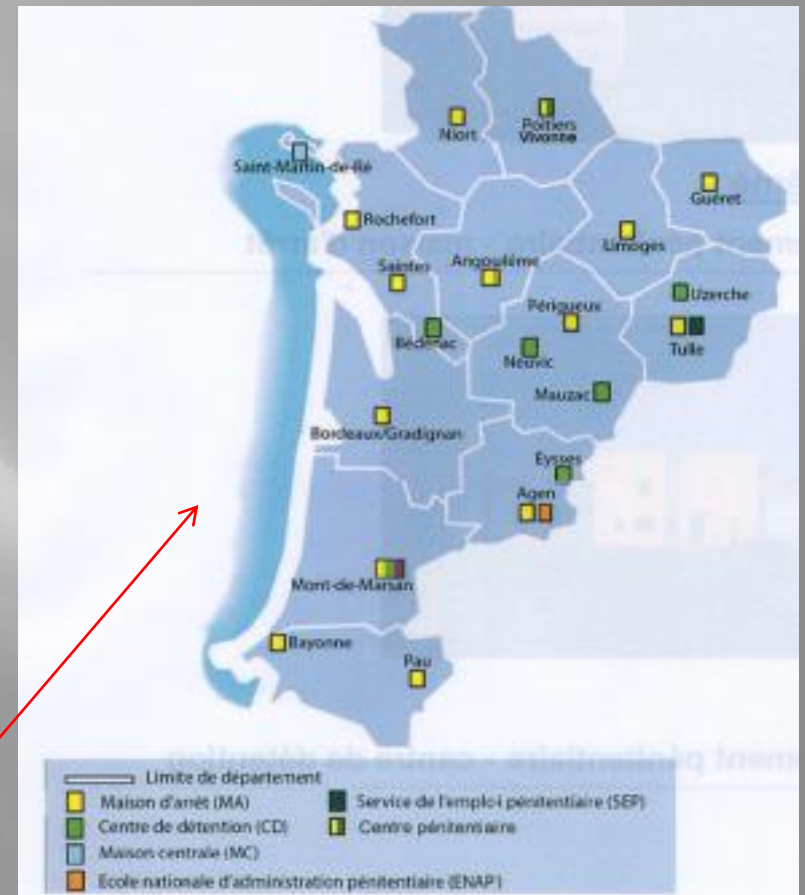 Niort
Poitiers
Vivonne
Saint-Martin-de-Ré
Guéret
Rochefort
Limoges
Saintes
Angoulême
Uzerche
Périgueux
Bédenac
Tulle
Neuvic
Mauzac
Bordeaux/Gradignan
Eysses
Agen
Mont-de-Marsan
Bayonne
Pau
Limite de département
Maison d'arrêt (MA)
Service de l'emploi pénitentiaire (SEP)
Centre de détention (CD)
Centre pénitentiaire
Maison centrale (MC)
Ecole nationale d'administration pénitentiaire (ENAP)